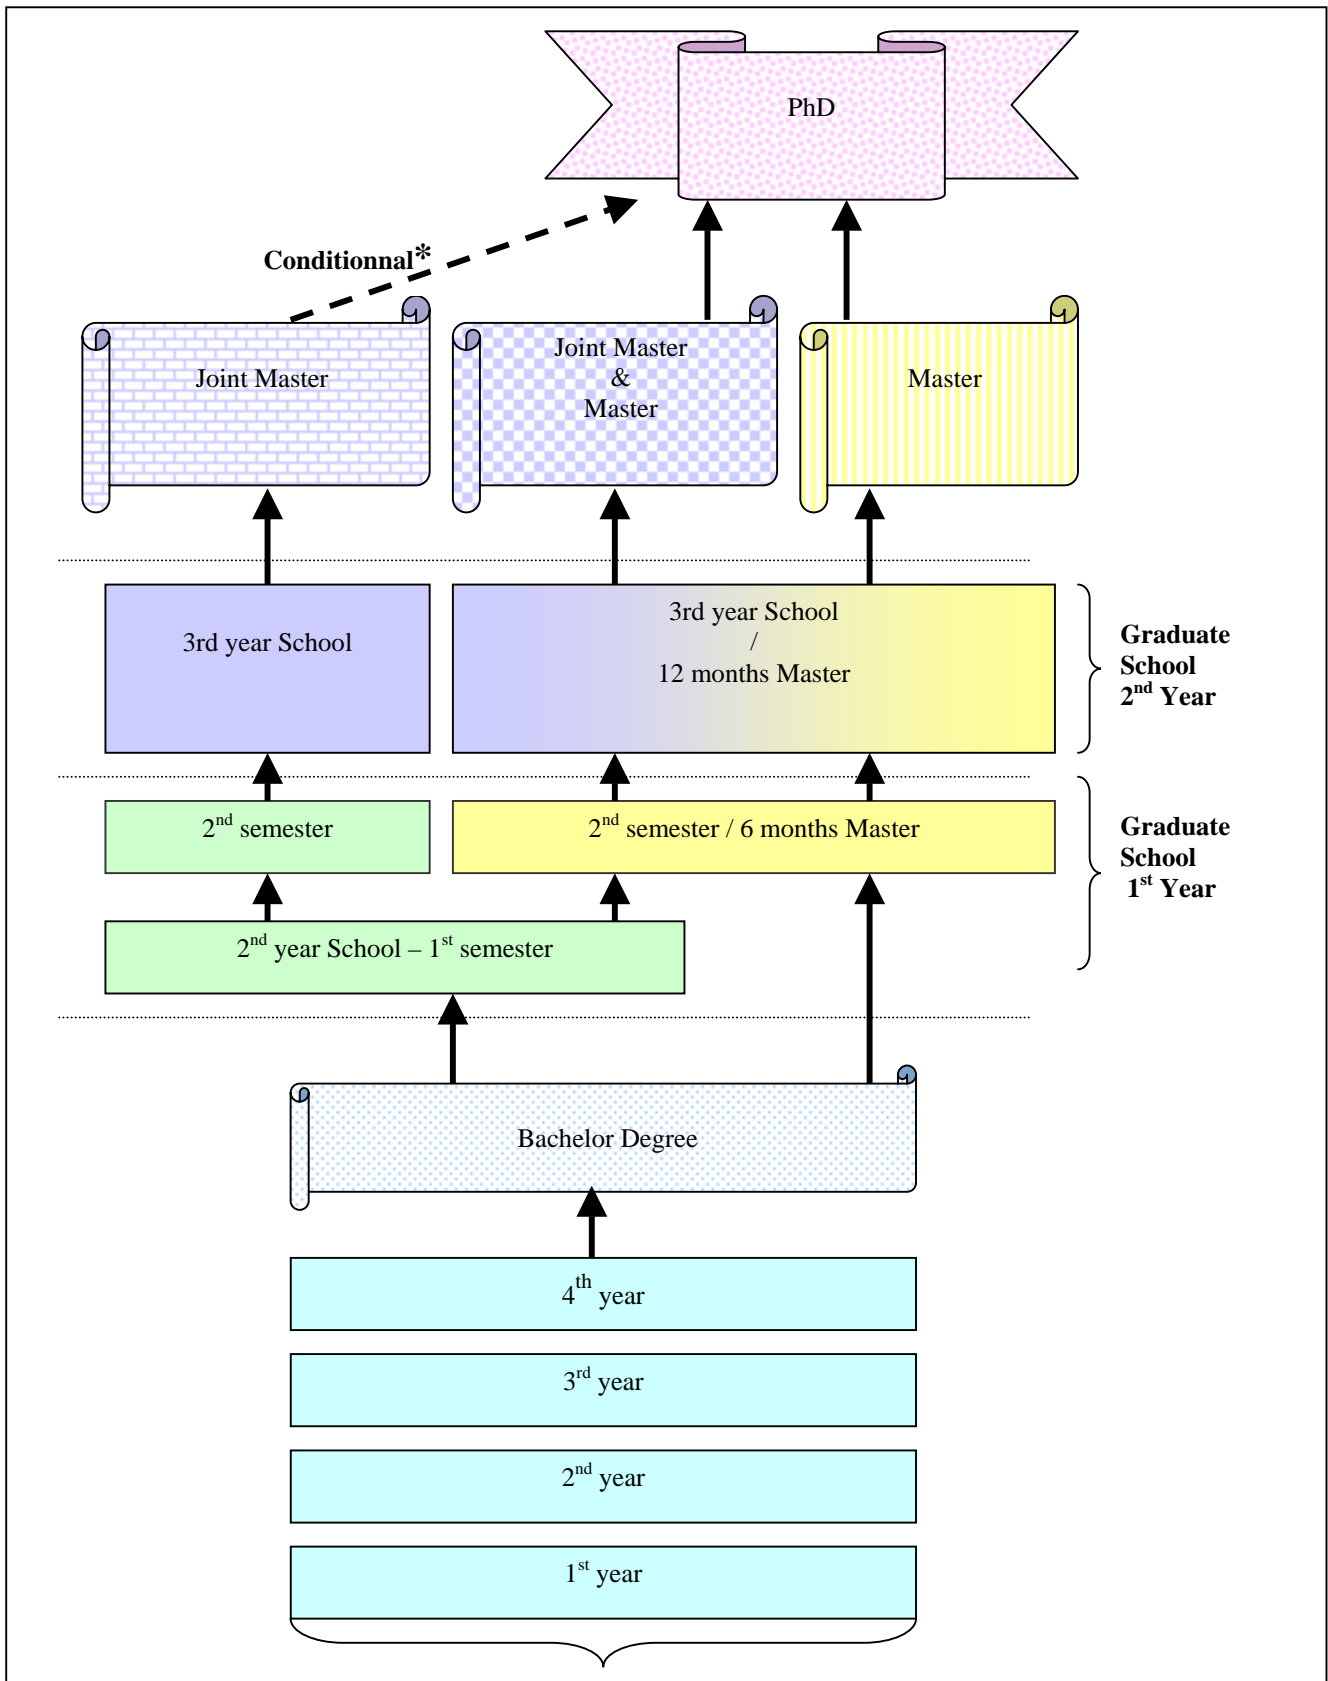 PhD
Conditionnal*
Joint Master
Joint Master
&
Master
Master
3rd year School
3rd year School
/
12 months Master
Graduate
School
2nd Year
2nd semester
2nd semester / 6 months Master
Graduate
School
1st Year
2nd year School – 1st semester
Bachelor Degree
4th year
3rd year
2nd year
1st year